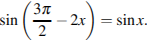 sin(3π/2 − 2x) = sinx.